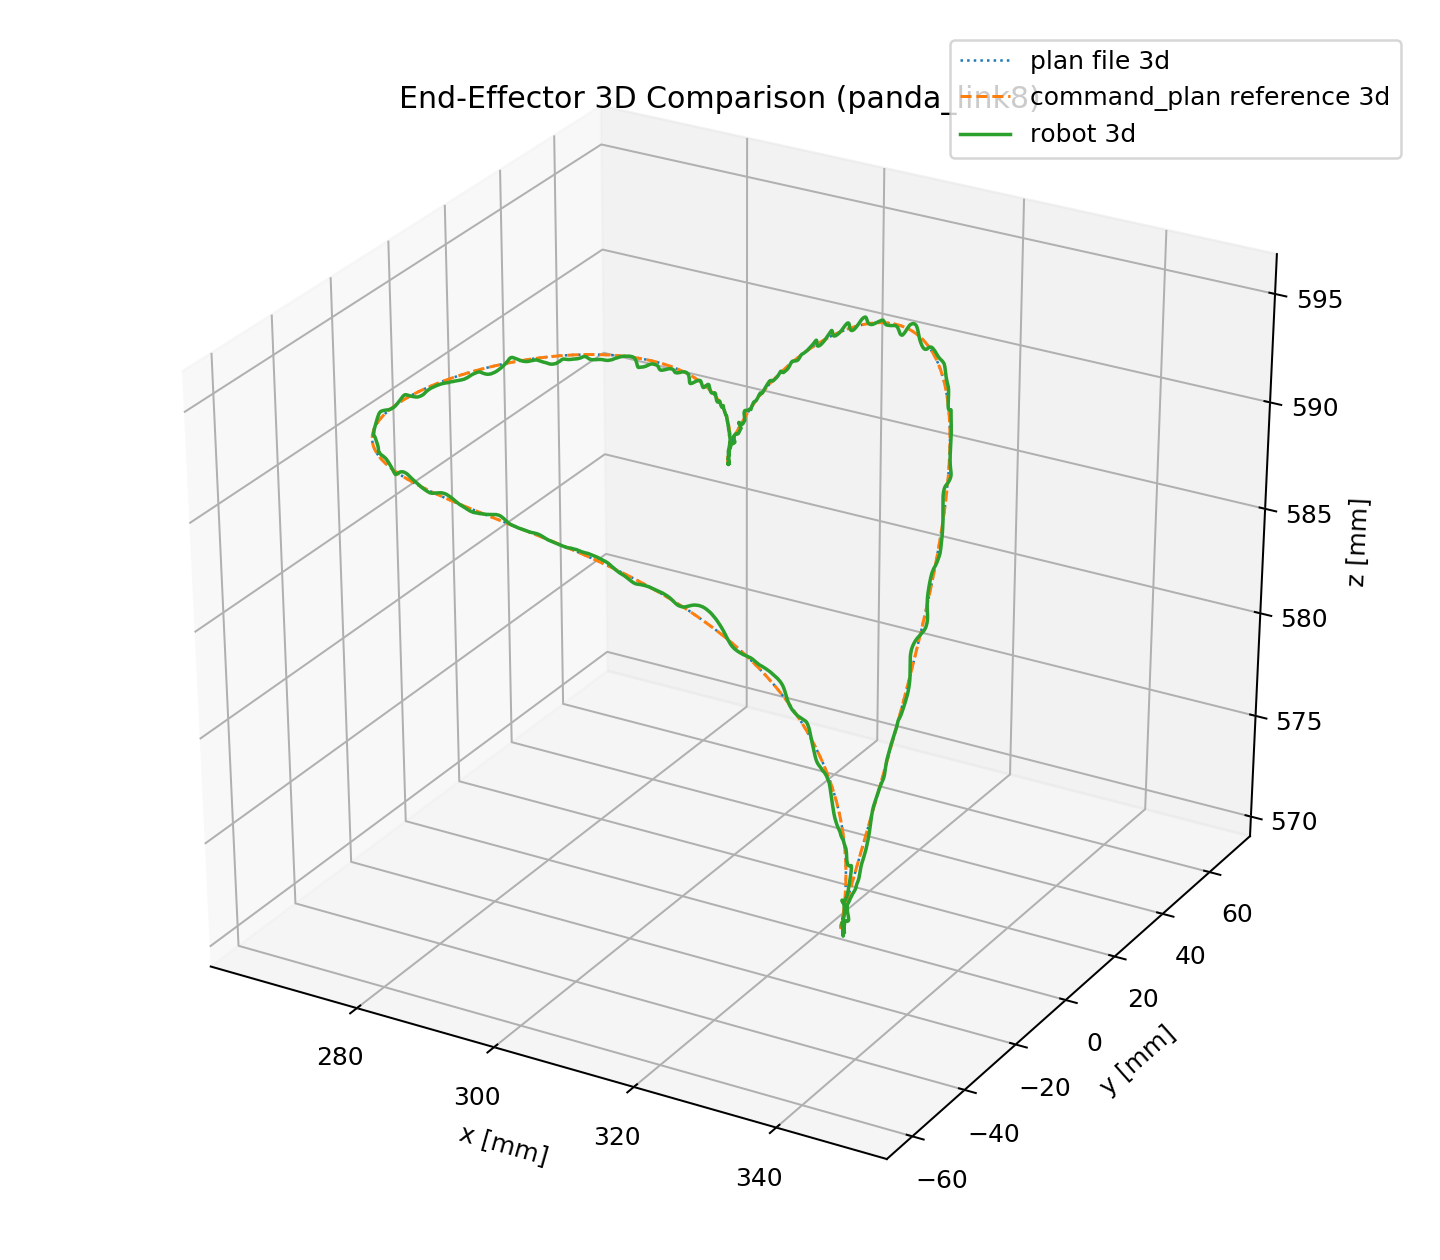 plan file 3d
End-Effector 3D Comparison (panda_link8)
command_plan reference 3d
robot 3d
595
590
585
580
575
570
z [mm]
60
40
20
0
−20
−40
−60
y [mm]
280
300
320
340
x [mm]